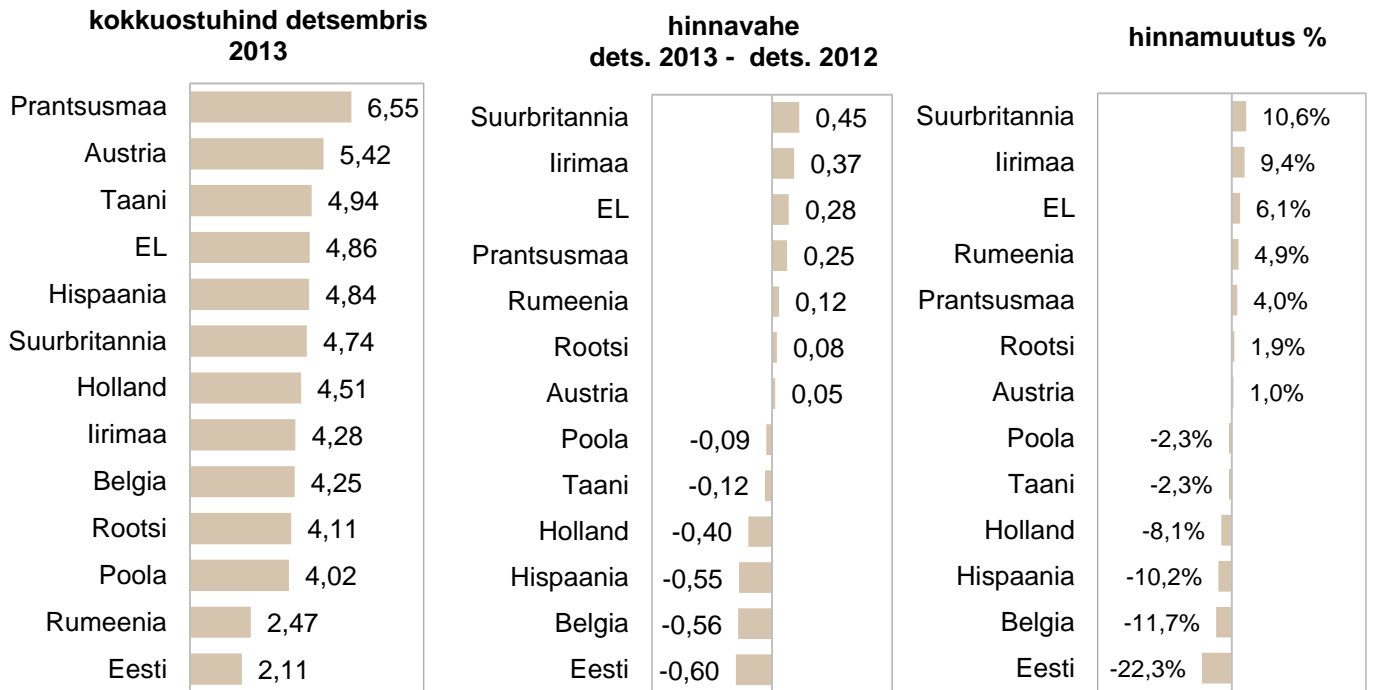 kokkuostuhind detsembris
2013
Prantsusmaa 6,55
Austria 5,42
Taani 4,94
EL 4,86
Hispaania 4,84
Suurbritannia 4,74
Holland 4,51
Iirimaa 4,28
Belgia 4,25
Rootsi 4,11
Poola 4,02
Rumeenia 2,47
Eesti 2,11
hinnavahe
dets. 2013 - dets. 2012
Suurbritannia 0,45
Iirimaa 0,37
EL 0,28
Prantsusmaa 0,25
Rumeenia 0,12
Rootsi 0,08
Austria 0,05
Poola -0,09
Taani -0,12
Holland -0,40
Hispaania -0,55
Belgia -0,56
Eesti -0,60
hinnamuutus %
Suurbritannia 10,6%
Iirimaa 9,4%
EL 6,1%
Rumeenia 4,9%
Prantsusmaa 4,0%
Rootsi 1,9%
Austria 1,0%
Poola -2,3%
Taani -2,3%
Holland -8,1%
Hispaania -10,2%
Belgia -11,7%
Eesti -22,3%